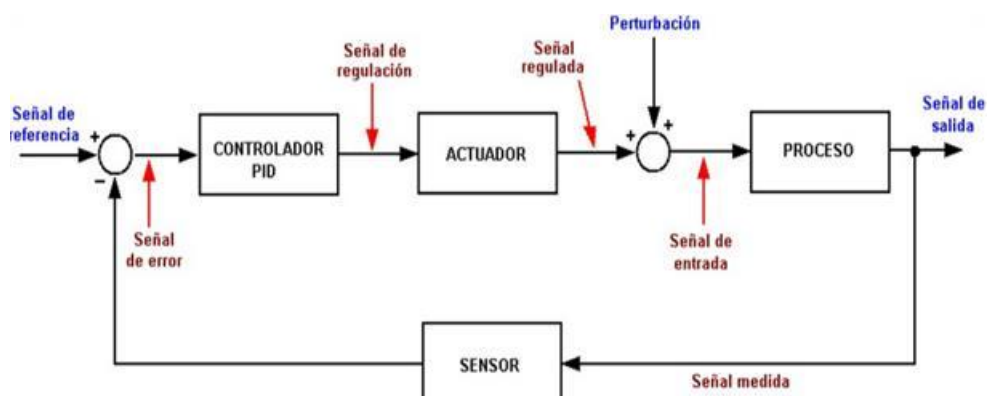 Perturbación
Señal de
regulación
Señal
regulada
Señal de
referencia
Señal de
salida
+
−
CONTROLADOR
PID
ACTUADOR
+
+
PROCESO
Señal
de error
Señal de
entrada
SENSOR
Señal medida